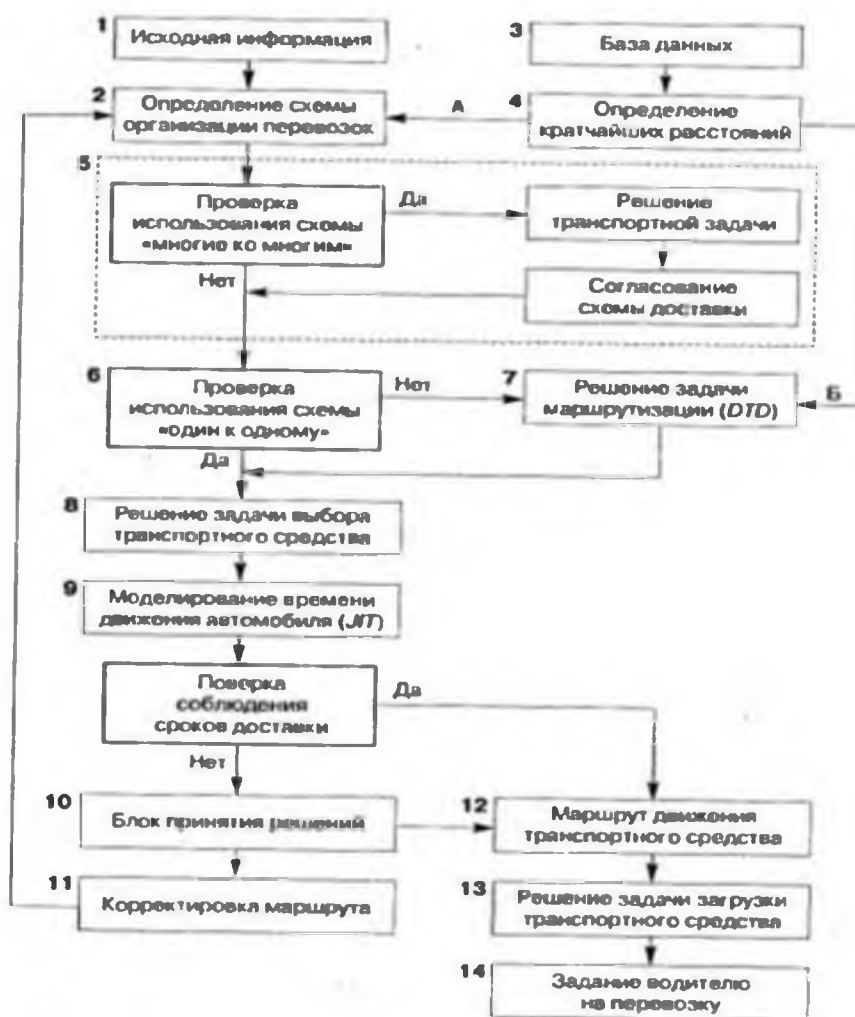 1
Исходная информация
3
База данных
2
Определение схемы
организации перевозок
А
4
Определение
кратчайших расстояний
5
Проверка
использования схемы
«многие ко многим»
Да
Решение
транспортной задачи
Нет
Согласование
схемы доставки
6
Проверка
использования схемы
«один к одному»
Нет
7
Решение задачи
маршрутизации (DTD)
Б
Да
8
Решение задачи выбора
транспортного средства
9
Моделирование времени
движения автомобиля (JIT)
Поверка
соблюдения
сроков доставки
Да
Нет
10
Блок принятия решений
12
Маршрут движения
транспортного средства
11
Корректировка маршрута
13
Решение задачи загрузки
транспортного средства
14
Задание водителю
на перевозку